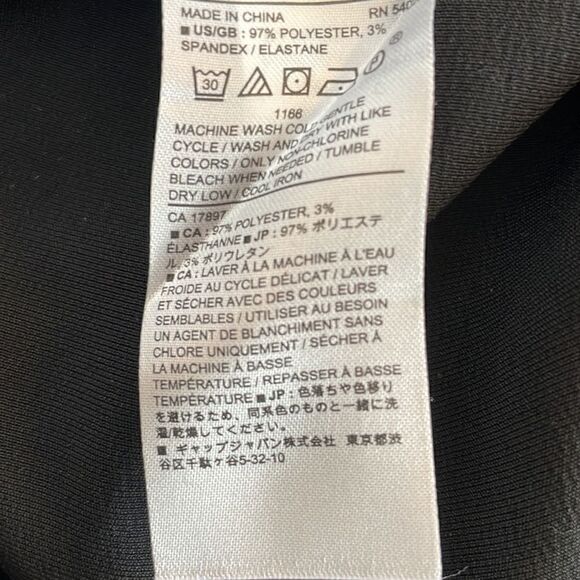 MADE IN CHINA RN
■ US/GB : 97% POLYESTER, 3%
SPANDEX / ELASTANE
30 P ®
1166
MACHINE WASH COLD GENTLE
CYCLE / WASH AND DRY WITH LIKE
COLORS / ONLY NON-CHLORINE
BLEACH WHEN NEEDED / TUMBLE
DRY LOW / COOL IRON
CA 17897
■ CA : 97% POLYESTER, 3%
ÉLASTHANNE ■ JP : 97% ポリエステ
ル, 3% ポリウレタン
■ CA : LAVER À LA MACHINE À L'EAU
FROIDE AU CYCLE DÉLICAT / LAVER
ET SÉCHER AVEC DES COULEURS
SEMBLABLES / UTILISER AU BESOIN
UN AGENT DE BLANCHIMENT SANS
CHLORE UNIQUEMENT / SÉCHER À
LA MACHINE À BASSE
TEMPÉRATURE / REPASSER À BASSE
TEMPÉRATURE ■ JP : 色落ちや色移り
を避けるため、同系色のものと一緒に洗
濯/乾燥してください。
■ ギャップジャパン株式会社 東京都渋
谷区千駄ヶ谷5-32-10